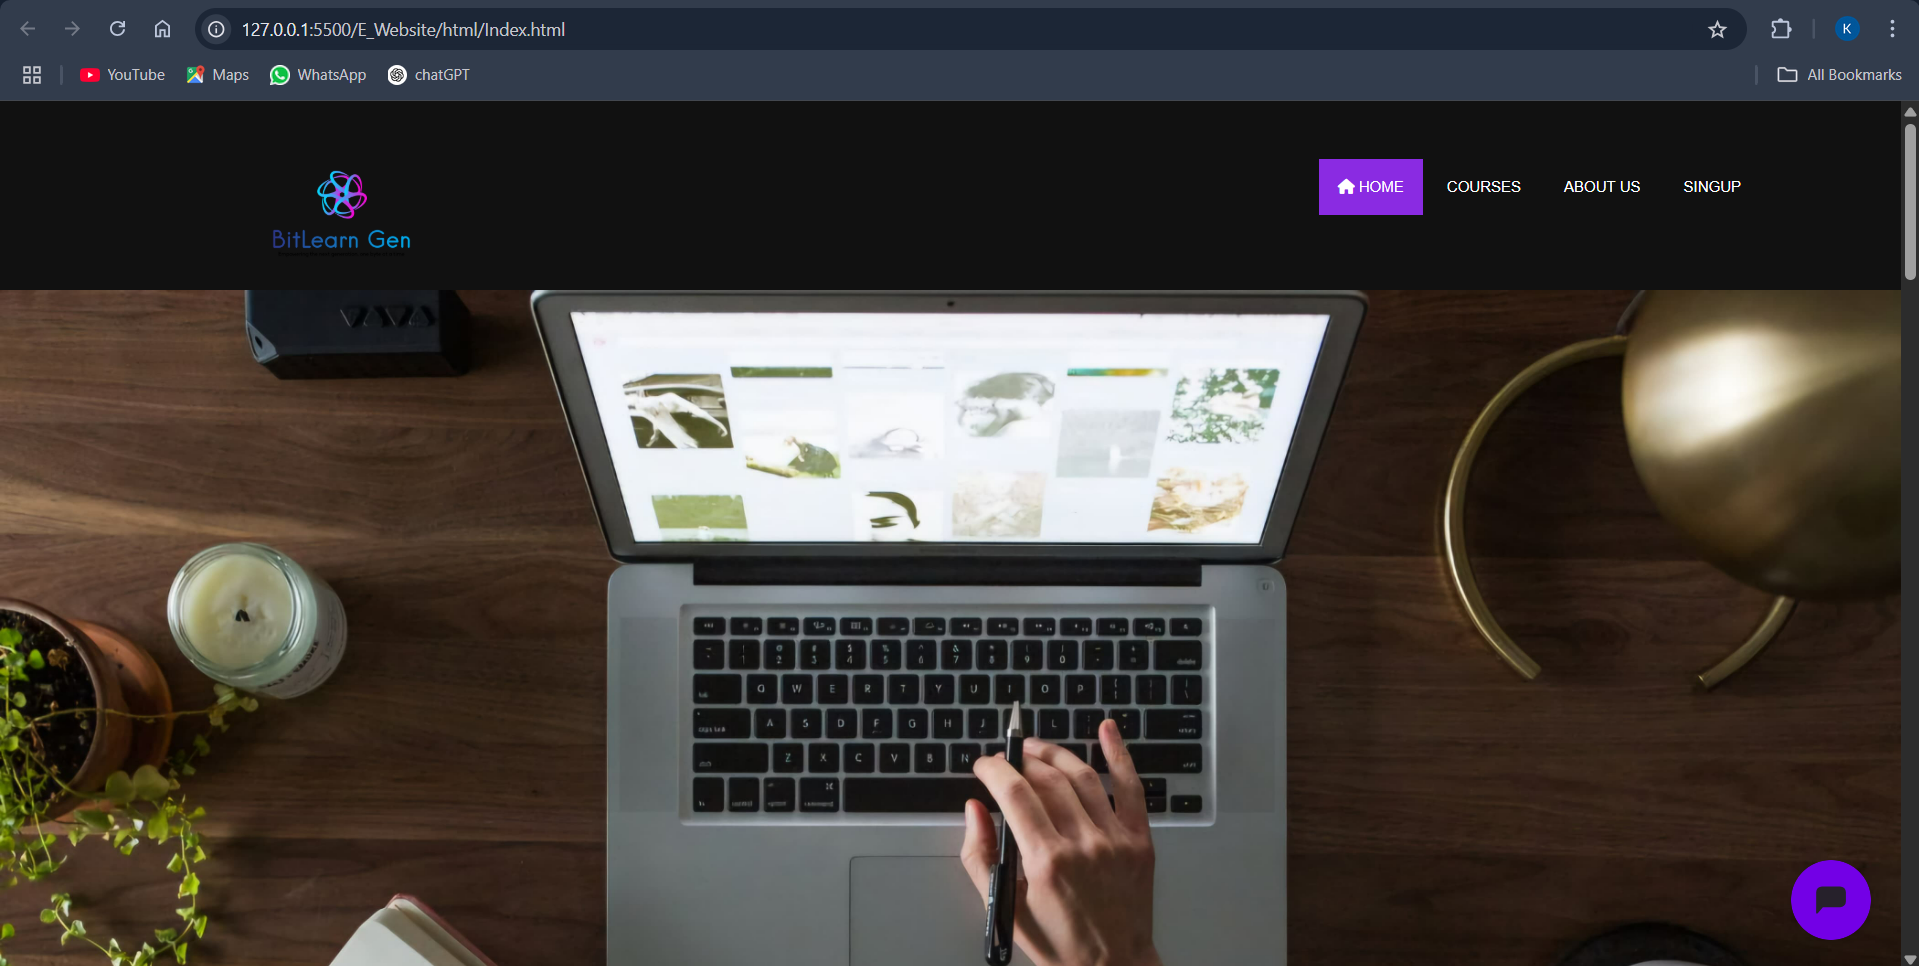 127.0.0.1:5500/E_Website/html/Index.html
K
YouTube
Maps
WhatsApp
chatGPT
All Bookmarks
HOME
COURSES
ABOUT US
SINGUP
BitLearn Gen
VAVA
Q W E R T Y U I O P
A S D F G H J L
Z X C V B N